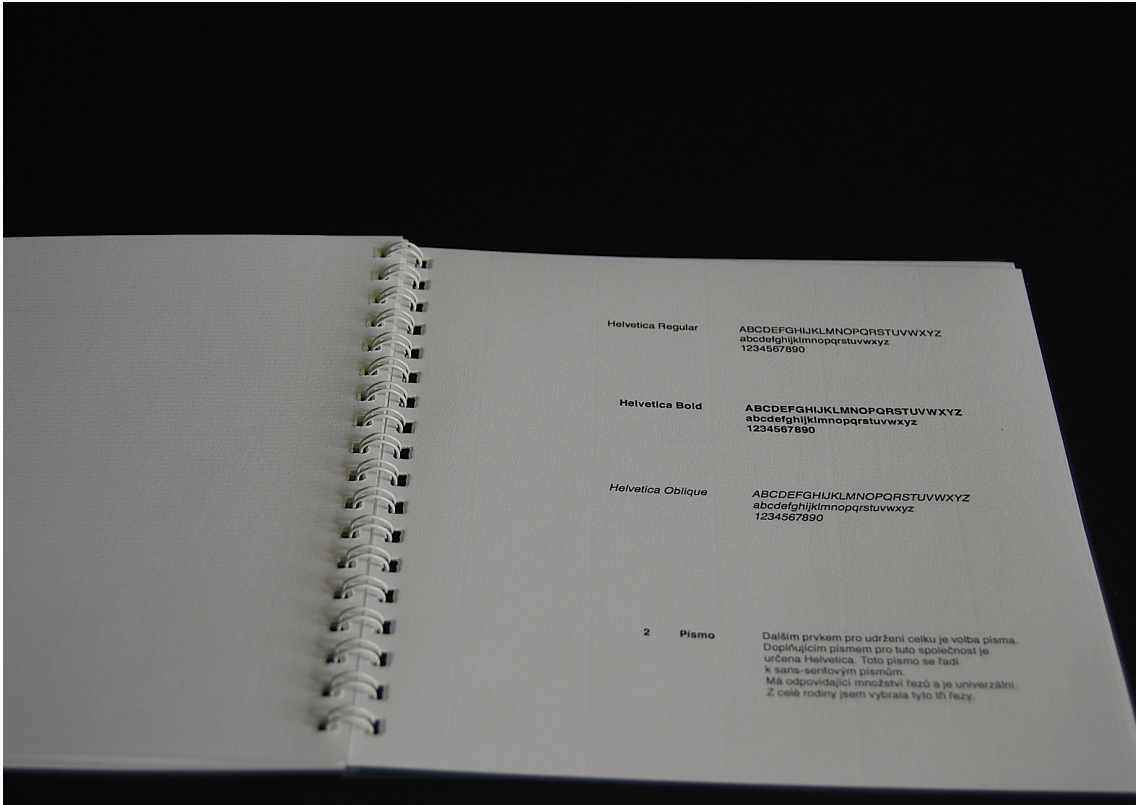 Helvetica Regular
ABCDEFGHIJKLMNOPQRSTUVWXYZ
abcdefghijklmnopqrstuvwxyz
1234567890
Helvetica Bold
ABCDEFGHIJKLMNOPQRSTUVWXYZ
abcdefghijklmnopqrstuvwxyz
1234567890
Helvetica Oblique
ABCDEFGHIJKLMNOPQRSTUVWXYZ
abcdefghijklmnopqrstuvwxyz
1234567890
2 Písmo
Dalším prvkem pro udržení celku je volba písma.
Doplňujícím písmem pro tuto společnost je
určena Helvetica. Toto písmo se řadí
k sans-serifovým písmům.
Má odpovídající množství řezů a je univerzální.
Z celé rodiny jsem vybrala tyto tři řezy.